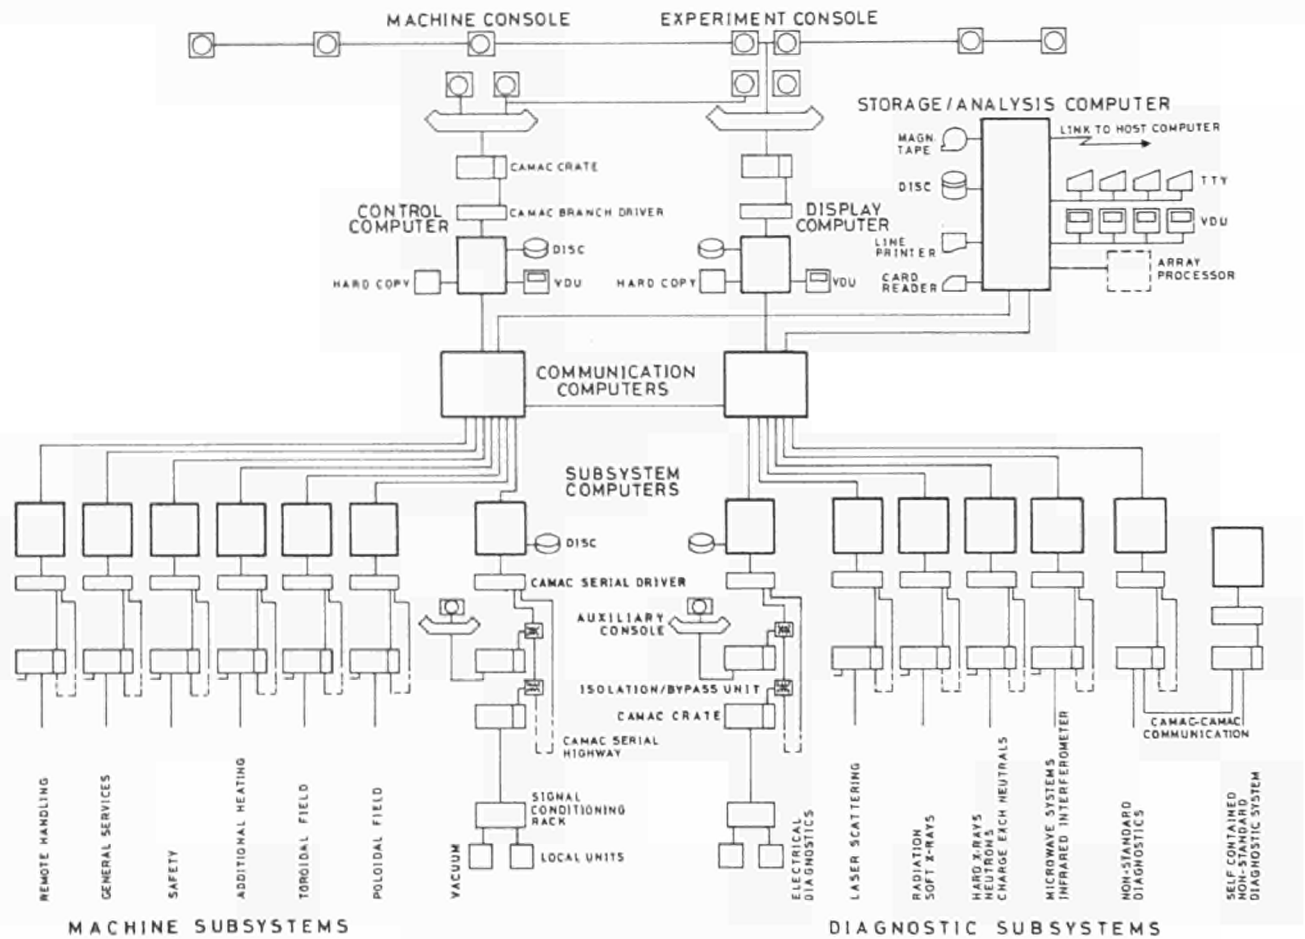 MACHINE CONSOLE
EXPERIMENT CONSOLE
STORAGE/ANALYSIS COMPUTER
MAGN.
TAPE
LINK TO HOST COMPUTER
DISC
TTY
VDU
LINE
PRINTER
CARD
READER
ARRAY
PROCESSOR
CAMAC CRATE
CONTROL
COMPUTER
CAMAC BRANCH DRIVER
DISC
HARD COPY
VDU
DISPLAY
COMPUTER
HARD COPY
VDU
COMMUNICATION
COMPUTERS
SUBSYSTEM
COMPUTERS
DISC
CAMAC SERIAL DRIVER
AUXILIARY
CONSOLE
ISOLATION/BYPASS UNIT
CAMAC CRATE
CAMAC SERIAL
HIGHWAY
SIGNAL
CONDITIONING
RACK
LOCAL UNITS
CAMAC-CAMAC
COMMUNICATION
REMOTE HANDLING
GENERAL SERVICES
SAFETY
ADDITIONAL HEATING
TOROIDAL FIELD
POLOIDAL FIELD
VACUUM
ELECTRICAL
DIAGNOSTICS
LASER SCATTERING
RADIATION
SOFT X-RAYS
HARD X-RAYS
NEUTRONS
CHARGE EXCH NEUTRALS
MICROWAVE SYSTEMS
INFRARED INTERFEROMETER
NON-STANDARD
DIAGNOSTICS
SELF CONTAINED
NON-STANDARD
DIAGNOSTIC SYSTEM
MACHINE SUBSYSTEMS
DIAGNOSTIC SUBSYSTEMS